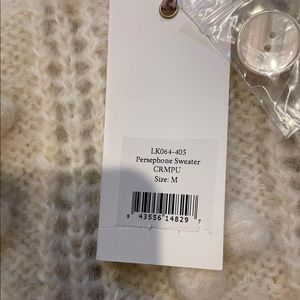 LK064-405
Persephone Sweater
CRMPU
Size: M
8 43556 14829 7